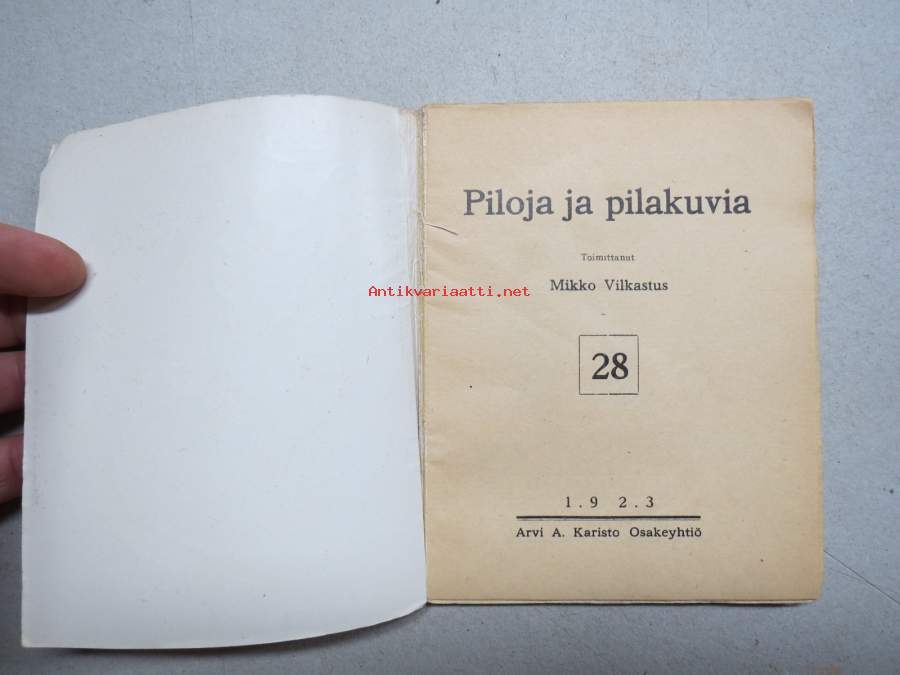 Piloja ja pilakuvia
Toimittanut
Mikko Vilkastus
Antikvariaatti.net
28
1.9 2.3
Arvi A. Karisto Osakeyhtiö